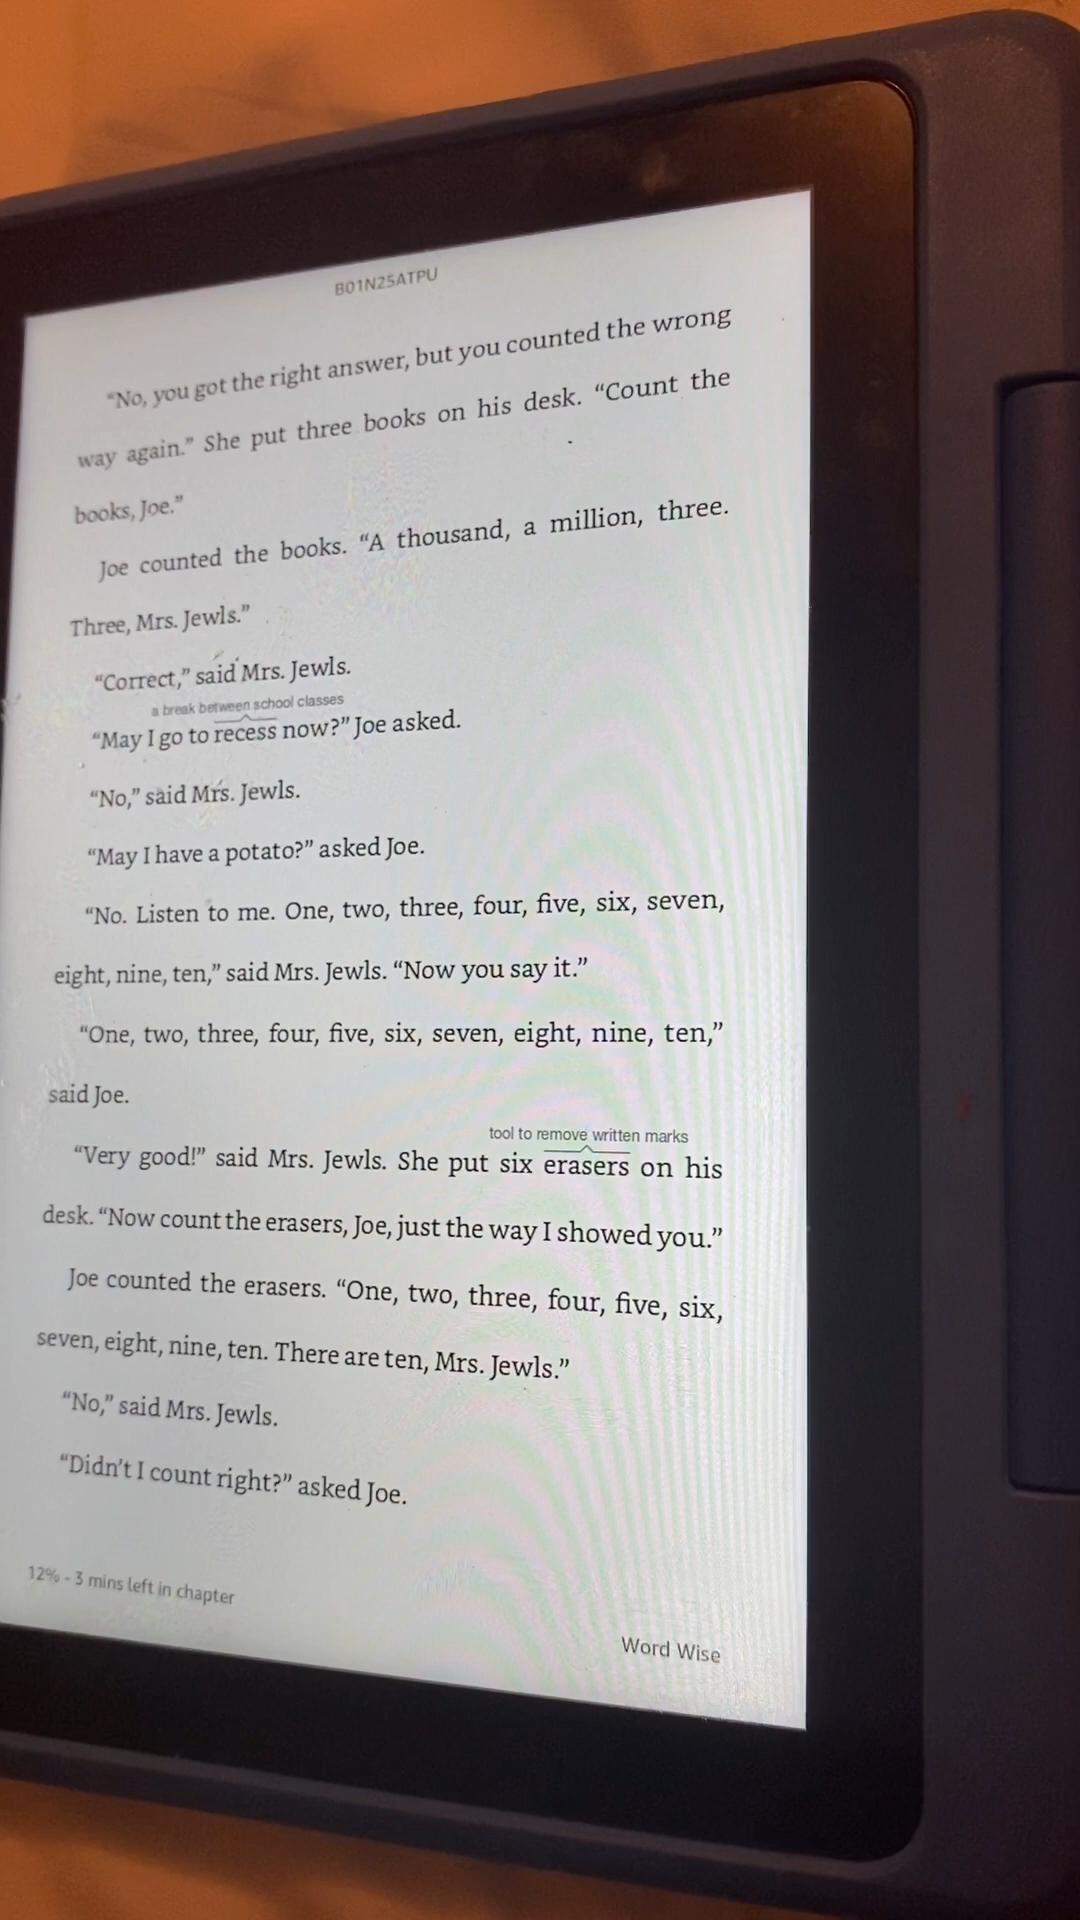 B01N25ATPU
“No, you got the right answer, but you counted the wrong
way again.” She put three books on his desk. “Count the
books, Joe.”
Joe counted the books. “A thousand, a million, three.
Three, Mrs. Jewls.”
“Correct,” said Mrs. Jewls.
a break between school classes
“May I go to recess now?” Joe asked.
“No,” said Mrs. Jewls.
“May I have a potato?” asked Joe.
“No. Listen to me. One, two, three, four, five, six, seven,
eight, nine, ten,” said Mrs. Jewls. “Now you say it.”
“One, two, three, four, five, six, seven, eight, nine, ten,”
said Joe.
tool to remove written marks
“Very good!” said Mrs. Jewls. She put six erasers on his
desk. “Now count the erasers, Joe, just the way I showed you.”
Joe counted the erasers. “One, two, three, four, five, six,
seven, eight, nine, ten. There are ten, Mrs. Jewls.”
“No,” said Mrs. Jewls.
“Didn’t I count right?” asked Joe.
12% - 3 mins left in chapter
Word Wise